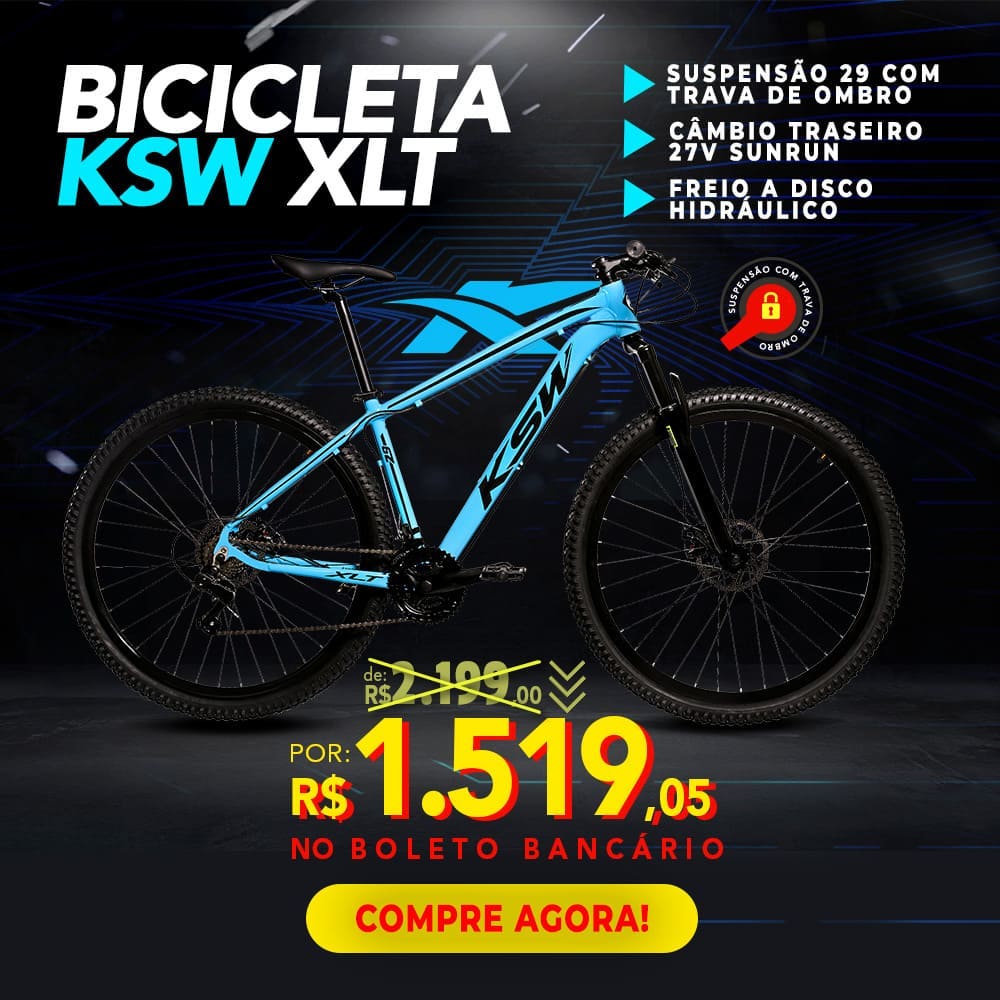 BICICLETA
KSW XLT
SUSPENSÃO 29 COM
TRAVA DE OMBRO
CÂMBIO TRASEIRO
27V SUNRUN
FREIO A DISCO
HIDRÁULICO
SUSPENSÃO COM TRAVA DE OMBRO
KSW
29
XLT
de:
R$2.199,00
POR:
R$ 1.519,05
NO BOLETO BANCÁRIO
COMPRE AGORA!